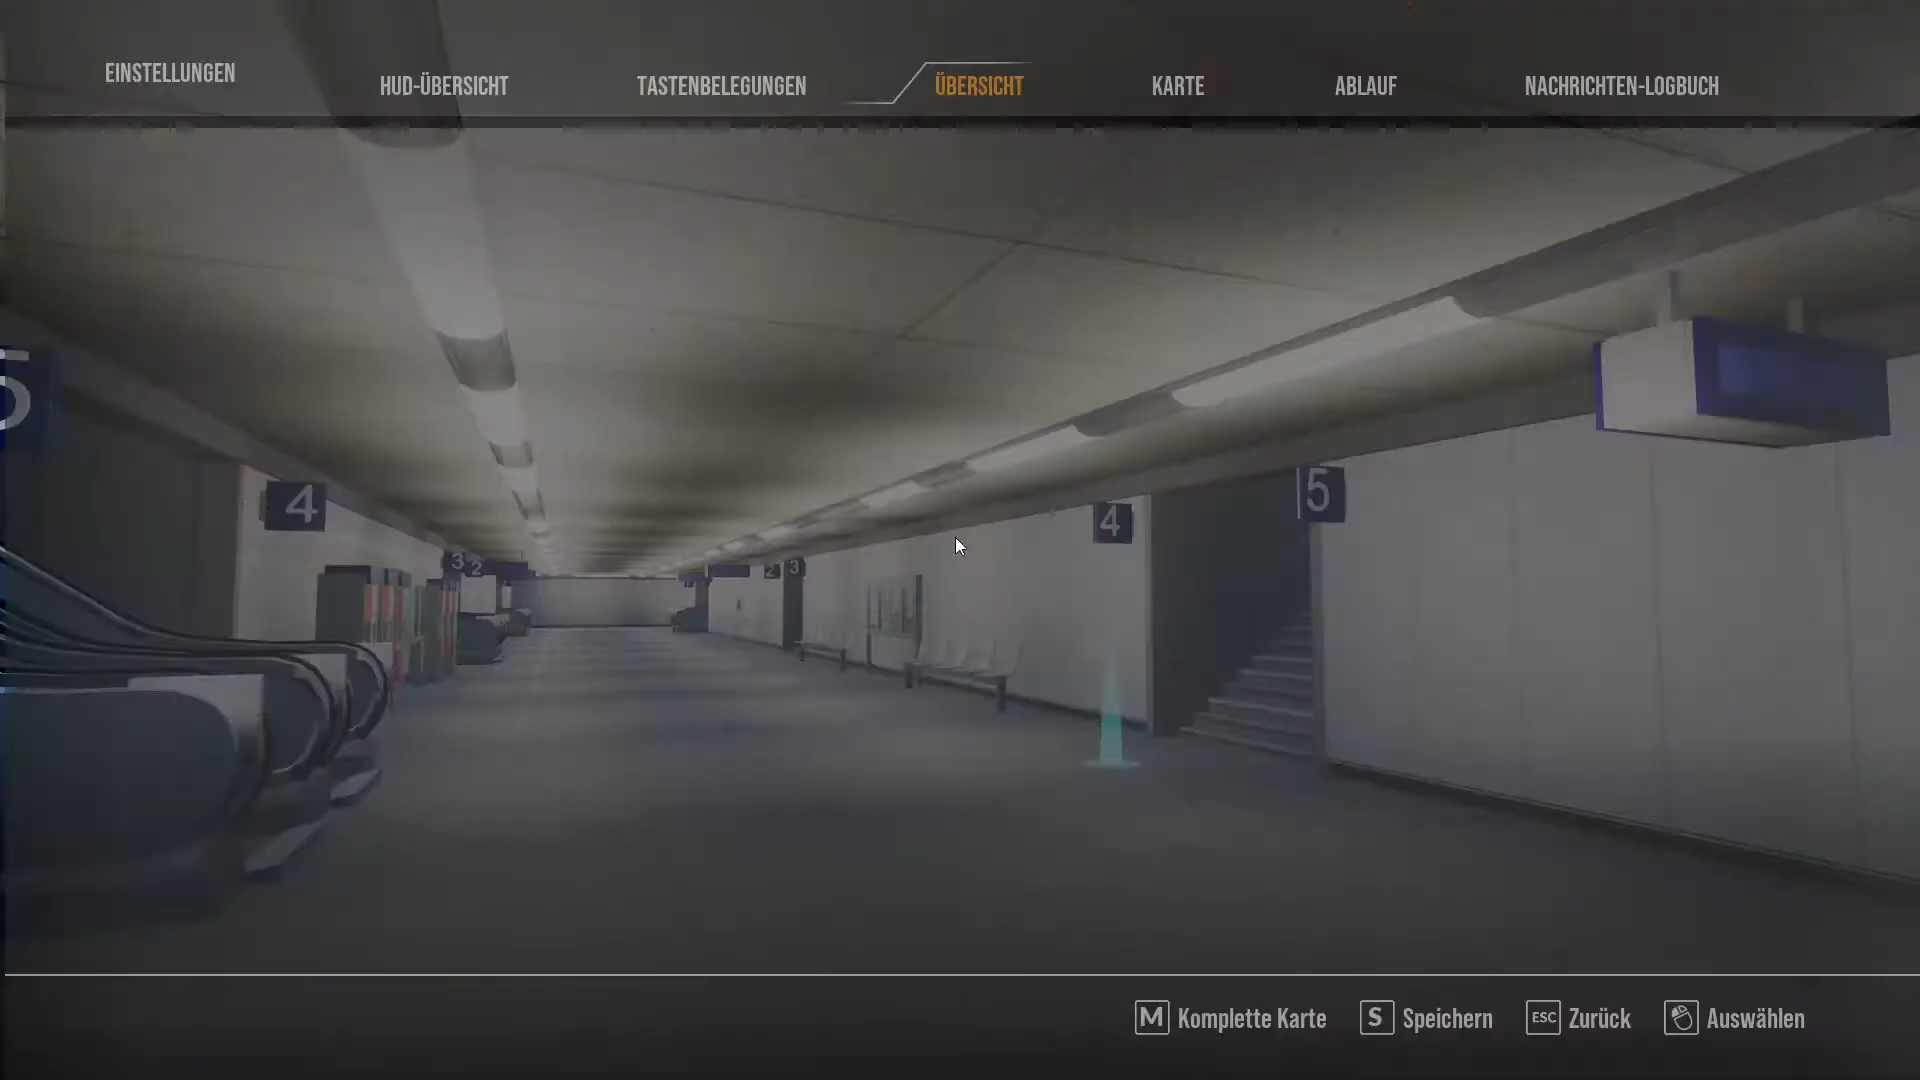 EINSTELLUNGEN
HUD-ÜBERSICHT
TASTENBELEGUNGEN
ÜBERSICHT
KARTE
ABLAUF
NACHRICHTEN-LOGBUCH
5
4
3
2
2
3
4
5
M Komplette Karte
S Speichern
ESC Zurück
Auswählen